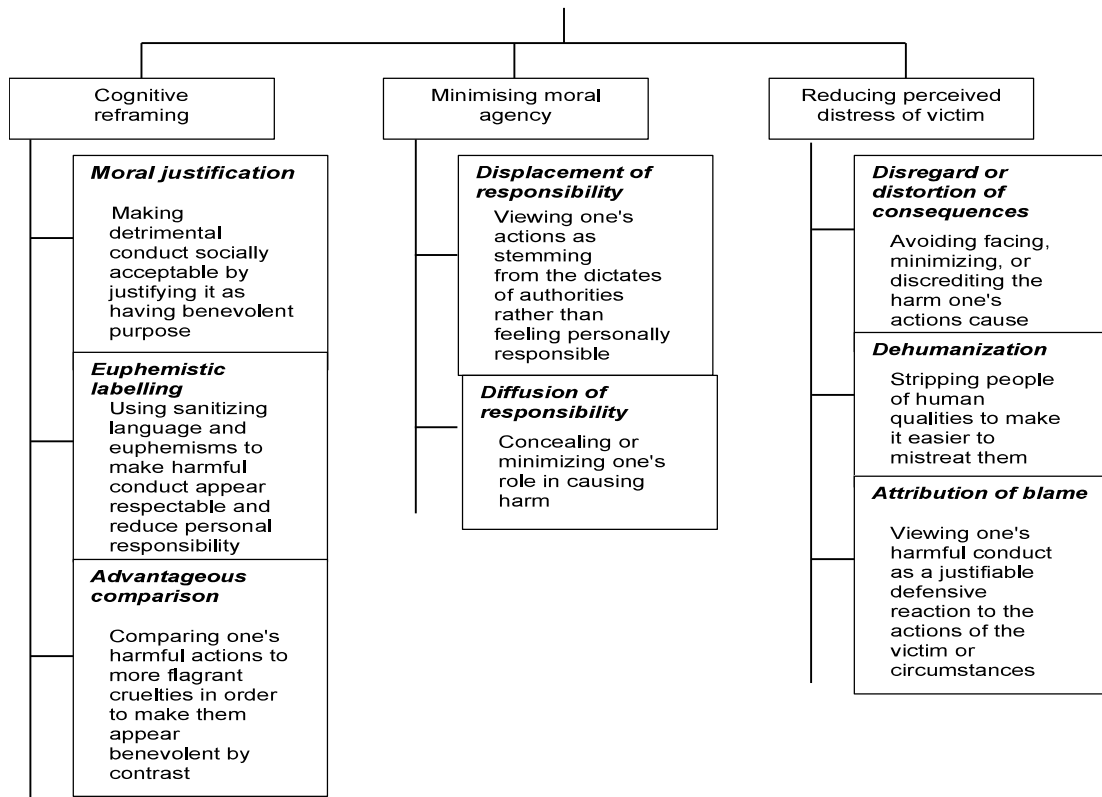 Cognitive
reframing
Moral justification
Making
detrimental
conduct socially
acceptable by
justifying it as
having benevolent
purpose
Euphemistic
labelling
Using sanitizing
language and
euphemisms to
make harmful
conduct appear
respectable and
reduce personal
responsibility
Advantageous
comparison
Comparing one's
harmful actions to
more flagrant
cruelties in order
to make them
appear
benevolent by
contrast
Minimising moral
agency
Displacement of
responsibility
Viewing one's
actions as
stemming
from the dictates
of authorities
rather than
feeling personally
responsible
Diffusion of
responsibility
Concealing or
minimizing one's
role in causing
harm
Reducing perceived
distress of victim
Disregard or
distortion of
consequences
Avoiding facing,
minimizing, or
discrediting the
harm one's
actions cause
Dehumanization
Stripping people
of human
qualities to make
it easier to
mistreat them
Attribution of blame
Viewing one's
harmful conduct
as a justifiable
defensive
reaction to the
actions of the
victim or
circumstances